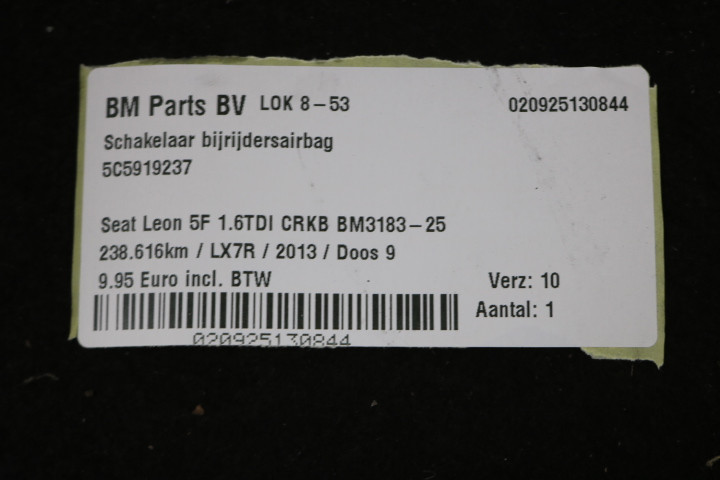 BM Parts BV LOK 8-53 020925130844
Schakelaar bijrijdersairbag
5C5919237
Seat Leon 5F 1.6TDI CRKB BM3183-25
238.616km / LX7R / 2013 / Doos 9
9.95 Euro incl. BTW Verz: 10
Aantal: 1
020925130844